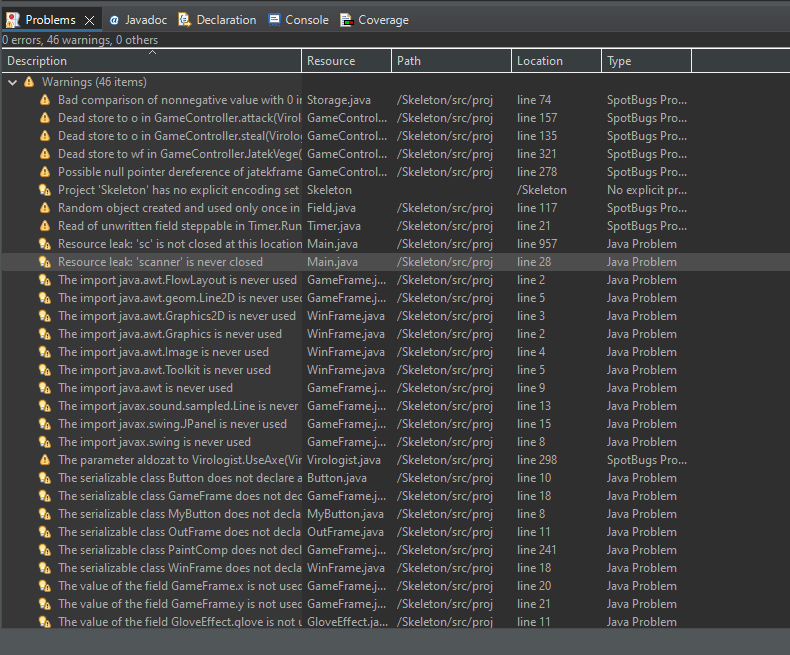 Problems Javadoc Declaration Console Coverage
0 errors, 46 warnings, 0 others
Description Resource Path Location Type
Warnings (46 items)
Bad comparison of nonnegative value with 0 in Storage.java /Skeleton/src/proj line 74 SpotBugs Pro...
Dead store to o in GameController.attack(Virol GameControl... /Skeleton/src/proj line 157 SpotBugs Pro...
Dead store to o in GameController.steal(Virolo GameControl... /Skeleton/src/proj line 135 SpotBugs Pro...
Dead store to wf in GameController.JatekVege( GameControl... /Skeleton/src/proj line 321 SpotBugs Pro...
Possible null pointer dereference of jatekframe GameControl... /Skeleton/src/proj line 278 SpotBugs Pro...
Project 'Skeleton' has no explicit encoding set Skeleton /Skeleton No explicit pr...
Random object created and used only once in Field.java /Skeleton/src/proj line 117 SpotBugs Pro...
Read of unwritten field steppable in Timer.Run Timer.java /Skeleton/src/proj line 21 SpotBugs Pro...
Resource leak: 'sc' is not closed at this location Main.java /Skeleton/src/proj line 957 Java Problem
Resource leak: 'scanner' is never closed Main.java /Skeleton/src/proj line 28 Java Problem
The import java.awt.FlowLayout is never used GameFrame.j... /Skeleton/src/proj line 2 Java Problem
The import java.awt.geom.Line2D is never used GameFrame.j... /Skeleton/src/proj line 5 Java Problem
The import java.awt.Graphics2D is never used WinFrame.java /Skeleton/src/proj line 3 Java Problem
The import java.awt.Graphics is never used WinFrame.java /Skeleton/src/proj line 2 Java Problem
The import java.awt.Image is never used WinFrame.java /Skeleton/src/proj line 4 Java Problem
The import java.awt.Toolkit is never used WinFrame.java /Skeleton/src/proj line 5 Java Problem
The import java.awt is never used GameFrame.j... /Skeleton/src/proj line 9 Java Problem
The import javax.sound.sampled.Line is never GameFrame.j... /Skeleton/src/proj line 13 Java Problem
The import javax.swing.JPanel is never used GameFrame.j... /Skeleton/src/proj line 15 Java Problem
The import javax.swing is never used GameFrame.j... /Skeleton/src/proj line 8 Java Problem
The parameter aldozat to Virologist.UseAxe(Vir Virologist.java /Skeleton/src/proj line 298 SpotBugs Pro...
The serializable class Button does not declare a Button.java /Skeleton/src/proj line 10 Java Problem
The serializable class GameFrame does not dec GameFrame.j... /Skeleton/src/proj line 18 Java Problem
The serializable class MyButton does not decla MyButton.java /Skeleton/src/proj line 8 Java Problem
The serializable class OutFrame does not decla OutFrame.java /Skeleton/src/proj line 11 Java Problem
The serializable class PaintComp does not decl GameFrame.j... /Skeleton/src/proj line 241 Java Problem
The serializable class WinFrame does not decla WinFrame.java /Skeleton/src/proj line 18 Java Problem
The value of the field GameFrame.x is not used GameFrame.j... /Skeleton/src/proj line 20 Java Problem
The value of the field GameFrame.y is not used GameFrame.j... /Skeleton/src/proj line 21 Java Problem
The value of the field GloveEffect.glove is not u GloveEffect.ja... /Skeleton/src/proj line 11 Java Problem